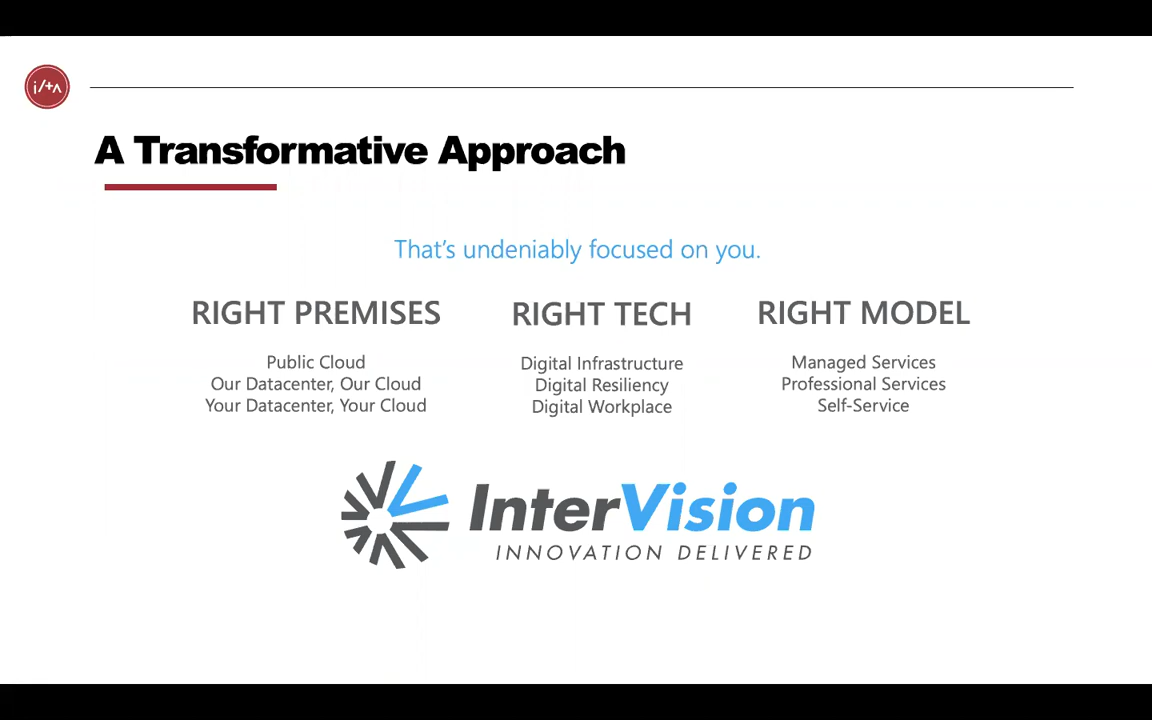 i/+A
A Transformative Approach
That's undeniably focused on you.
RIGHT PREMISES
Public Cloud
Our Datacenter, Our Cloud
Your Datacenter, Your Cloud
RIGHT TECH
Digital Infrastructure
Digital Resiliency
Digital Workplace
RIGHT MODEL
Managed Services
Professional Services
Self-Service
InterVision
INNOVATION DELIVERED